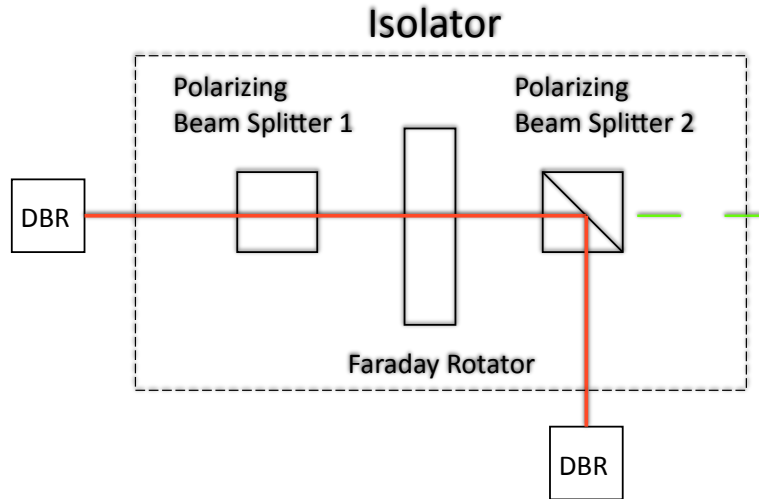 Isolator
Polarizing
Beam Splitter 1
Polarizing
Beam Splitter 2
DBR
Faraday Rotator
DBR